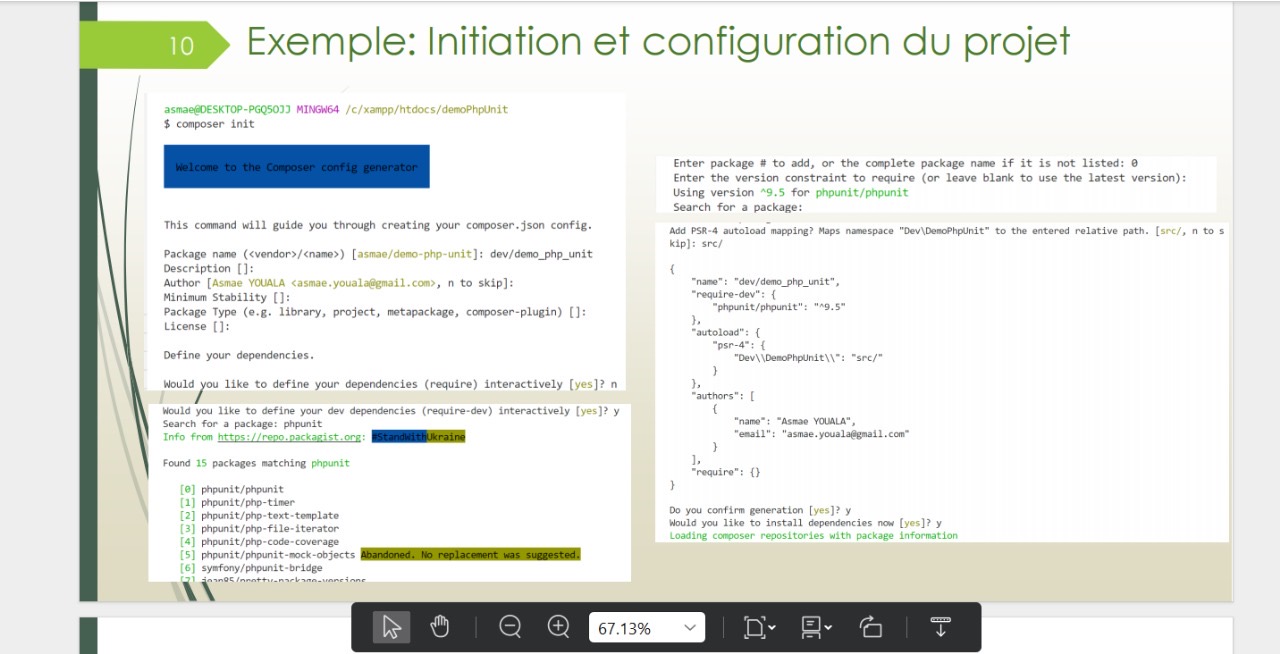 10
Exemple: Initiation et configuration du projet
asmae@DESKTOP-PGQ5OJJ MINGW64 /c/xampp/htdocs/demoPhpUnit
$ composer init
Welcome to the Composer config generator
This command will guide you through creating your composer.json config.
Package name (<vendor>/<name>) [asmae/demo-php-unit]: dev/demo_php_unit
Description []:
Author [Asmae YOUALA <asmae.youala@gmail.com>, n to skip]:
Minimum Stability []:
Package Type (e.g. library, project, metapackage, composer-plugin) []:
License []:
Define your dependencies.
Would you like to define your dependencies (require) interactively [yes]? n
Would you like to define your dev dependencies (require-dev) interactively [yes]? y
Search for a package: phpunit
Info from https://repo.packagist.org: #StandWithUkraine
Found 15 packages matching phpunit
[0] phpunit/phpunit
[1] phpunit/php-timer
[2] phpunit/php-text-template
[3] phpunit/php-file-iterator
[4] phpunit/php-code-coverage
[5] phpunit/phpunit-mock-objects Abandoned. No replacement was suggested.
[6] symfony/phpunit-bridge
[7] jean85/pretty-package-versions
Enter package # to add, or the complete package name if it is not listed: 0
Enter the version constraint to require (or leave blank to use the latest version):
Using version ^9.5 for phpunit/phpunit
Search for a package:
Add PSR-4 autoload mapping? Maps namespace "Dev\DemoPhpUnit" to the entered relative path. [src/, n to s
kip]: src/
{
"name": "dev/demo_php_unit",
"require-dev": {
"phpunit/phpunit": "^9.5"
},
"autoload": {
"psr-4": {
"Dev\\DemoPhpUnit\\": "src/"
}
},
"authors": [
{
"name": "Asmae YOUALA",
"email": "asmae.youala@gmail.com"
}
],
"require": {}
}
Do you confirm generation [yes]? y
Would you like to install dependencies now [yes]? y
Loading composer repositories with package information
67.13%